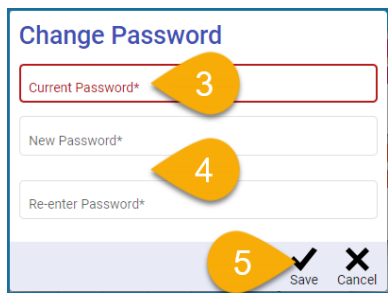 Change Password
Current Password*
3
New Password*
4
Re-enter Password*
5
Save Cancel